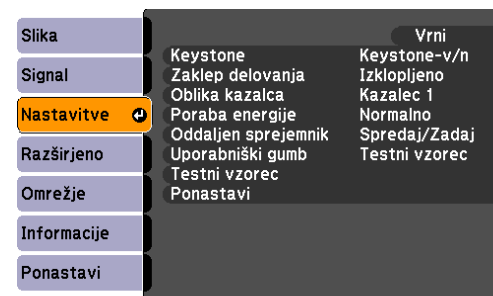 Slika
Signal
Nastavitve
Razširjeno
Omrežje
Informacije
Ponastavi
Vrni
Keystone Keystone-v/n
Zaklep delovanja Izklopljeno
Oblika kazalca Kazalec 1
Poraba energije Normalno
Oddaljen sprejemnik Spredaj/Zadaj
Uporabniški gumb Testni vzorec
Testni vzorec
Ponastavi